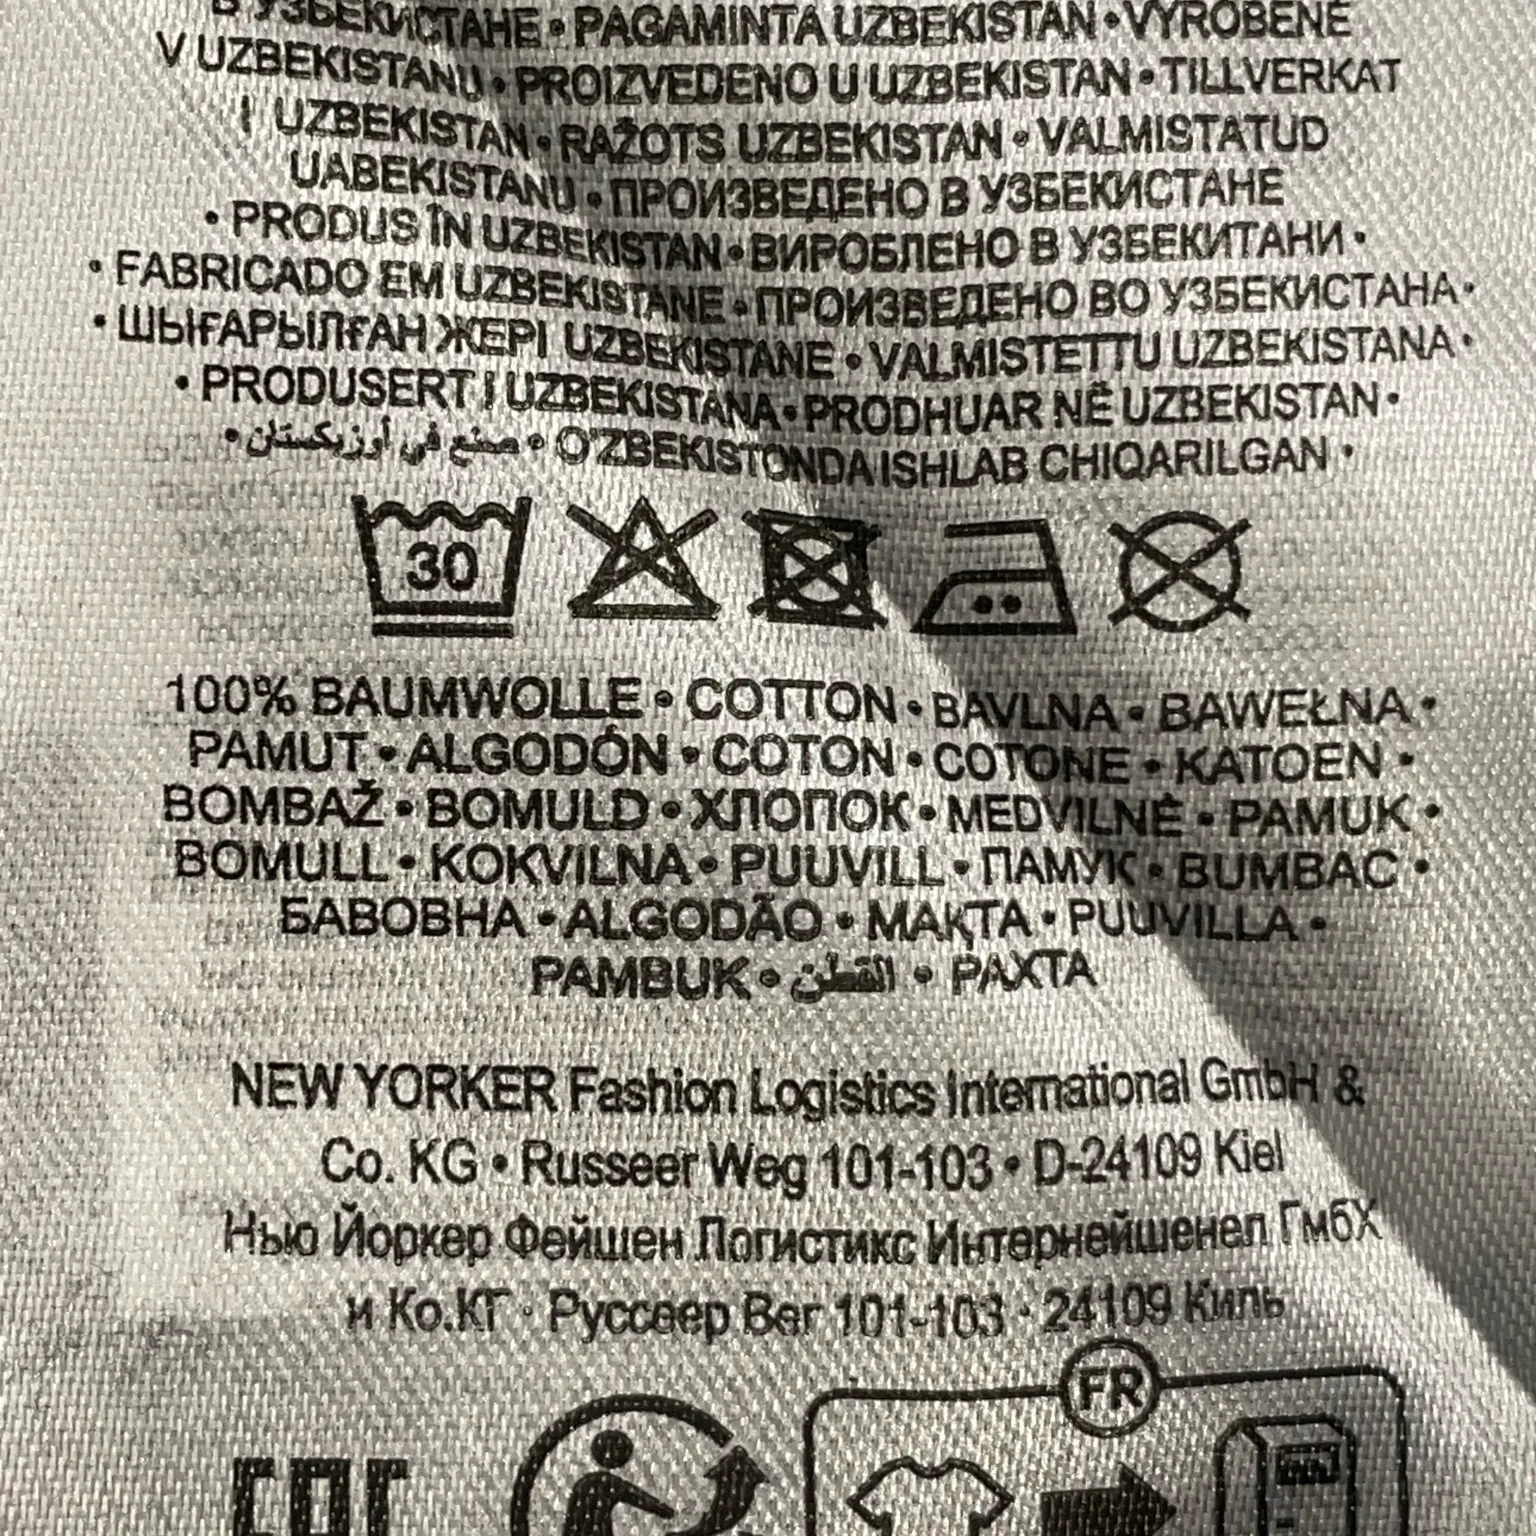 В УЗБЕКИСТАНЕ • PAGAMINTA UZBEKISTAN • VYROBENÉ
V UZBEKISTANU • PROIZVEDENO U UZBEKISTAN • TILLVERKAT
I UZBEKISTAN • RAŽOTS UZBEKISTAN • VALMISTATUD
UABEKISTANU • ПРОИЗВЕДЕНО В УЗБЕКИСТАНЕ
• PRODUS ÎN UZBEKISTAN • ВИРОБЛЕНО В УЗБЕКИТАНИ •
• FABRICADO EM UZBEKISTANE • ПРОИЗВЕДЕНО ВО УЗБЕКИСТАНА •
• ШЫҒАРЫЛҒАН ЖЕРІ UZBEKISTANE • VALMISTETTU UZBEKISTANA •
• PRODUSERT I UZBEKISTANA • PRODHUAR NË UZBEKISTAN •
• صنع في أوزبكستان • O'ZBEKISTONDA ISHLAB CHIQARILGAN •
30
100% BAUMWOLLE • COTTON • BAVLNA • BAWEŁNA •
PAMUT • ALGODÓN • COTON • COTONE • KATOEN •
BOMBAŽ • BOMULD • ХЛОПОК • MEDVILNĖ • PAMUK •
BOMULL • KOKVILNA • PUUVILL • ПАМУК • BUMBAC •
БАВОВНА • ALGODÃO • МАҚТА • PUUVILLA •
PAMBUK • القطن • PAXTA
NEW YORKER Fashion Logistics International GmbH &
Co. KG • Russeer Weg 101-103 • D-24109 Kiel
Нью Йоркер Фейшен Логистикс Интернейшенел ГмбХ
и Ко.КГ · Руссеер Вег 101-103 · 24109 Киль
FR